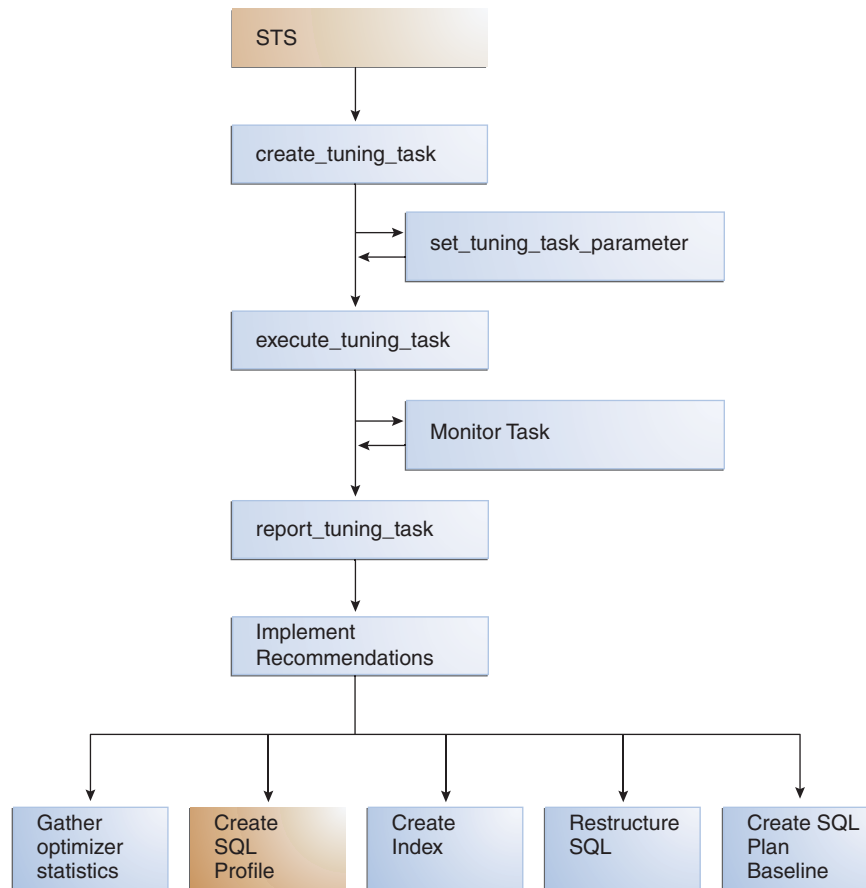 STS
create_tuning_task
set_tuning_task_parameter
execute_tuning_task
Monitor Task
report_tuning_task
Implement
Recommendations
Gather
optimizer
statistics
Create
SQL
Profile
Create
Index
Restructure
SQL
Create SQL
Plan
Baseline